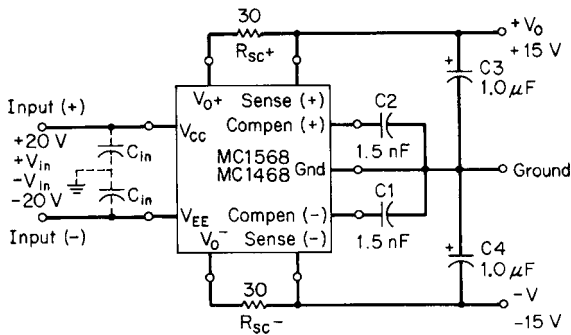 30
RSC+
+VO
+15 V
C3
+
1.0 μF
VO+ Sense (+)
Compen (+)
C2
1.5 nF
Input (+)
+20 V
+Vin
-Vin
-20 V
Input (-)
Cin
Cin
VCC
MC1568
MC1468
Gnd
Ground
VEE
Compen (-)
C1
1.5 nF
VO-
Sense (-)
C4
+
1.0 μF
30
RSC-
-V
-15 V